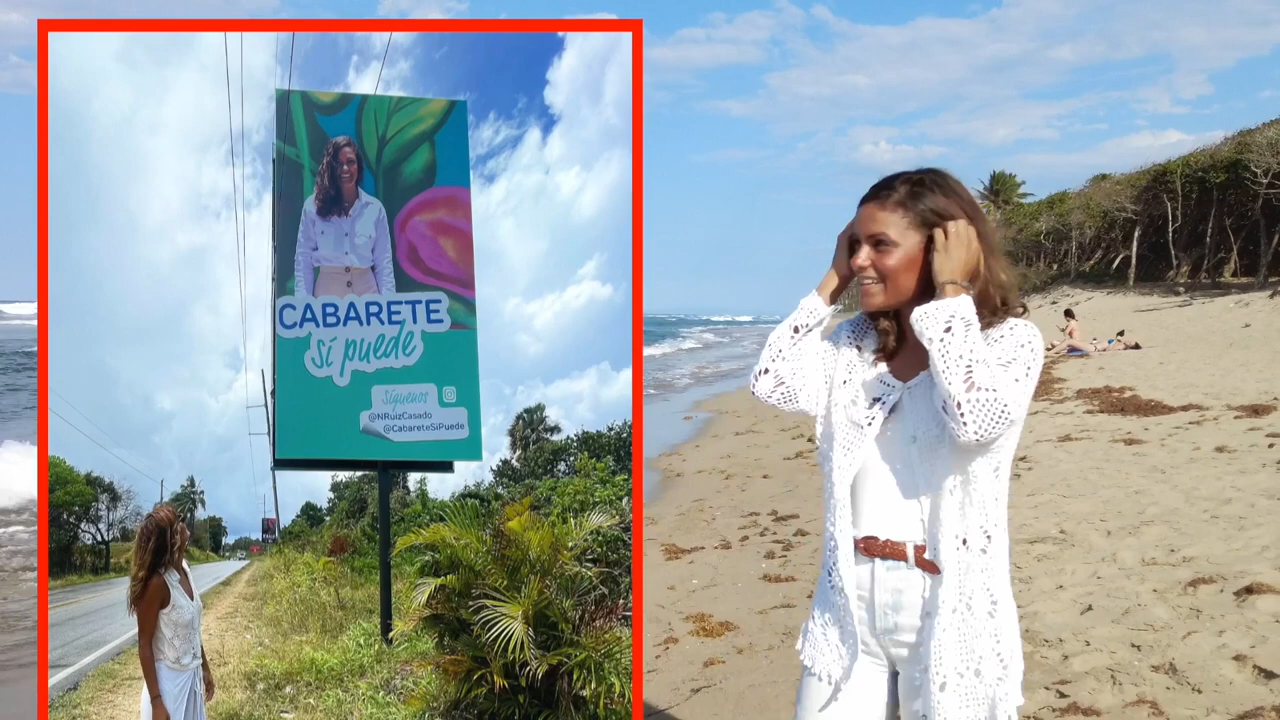 CABARETE
sí puede
Síguenos
@NRuizCasado
@CabareteSiPuede